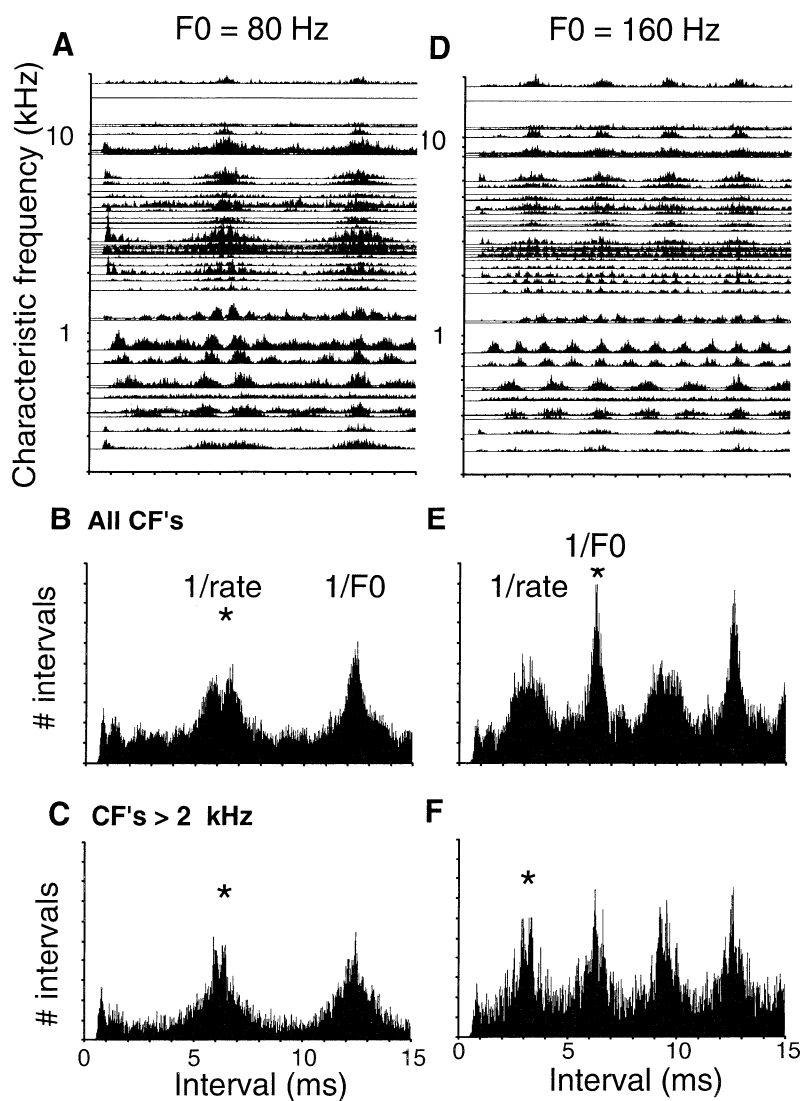 F0 = 80 Hz
F0 = 160 Hz
A
D
Characteristic frequency (kHz)
10
1
10
1
B All CF's
E
# intervals
1/rate
*
1/F0
1/rate
1/F0
*
C CF's > 2 kHz
F
# intervals
*
*
0 5 10 15
0 5 10 15
Interval (ms)
Interval (ms)